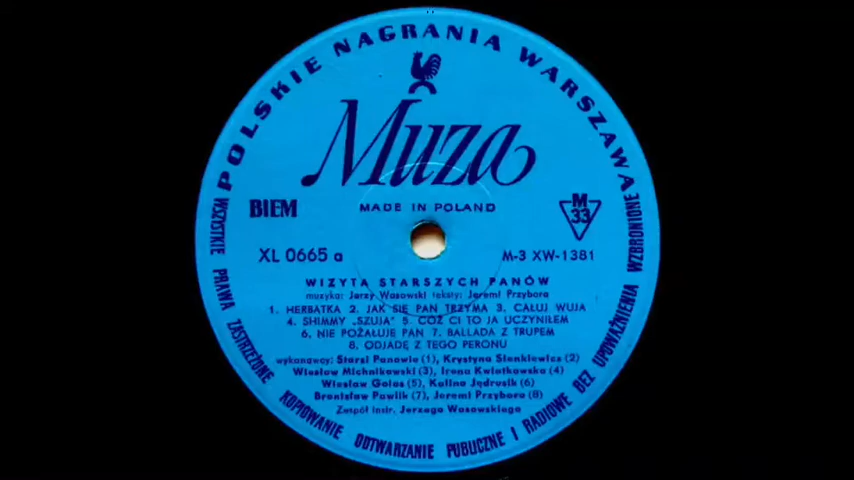 POLSKIE NAGRANIA WARSZAWA
Muza
MADE IN POLAND
BIEM
M
33
XL 0665 a
M-3 XW-1381
WIZYTA STARSZYCH PANÓW
muzyka: Jerzy Wasowski teksty: Jeremi Przybora
1. HERBATKA 2. JAK SIĘ PAN TRZYMA 3. CAŁUJ WUJA
4. SHIMMY „SZUJA" 5. CÓŻ CI TO JA UCZYNIŁEM
6. NIE POŻAŁUJE PAN 7. BALLADA Z TRUPEM
8. ODJADĘ Z TEGO PERONU
wykonawcy: Starsi Panowie (1), Krystyna Sienkiewicz (2)
Wiesław Michnikowski (3), Irena Kwiatkowska (4)
Wiesław Gołas (5), Kalina Jędrusik (6)
Bronisław Pawlik (7), Jeremi Przybora (8)
Zespół instr. Jerzego Wasowskiego
WSZYSTKIE PRAWA ZASTRZEŻONE KOPIOWANIE ODTWARZANIE PUBLICZNE I RADIOWE BEZ UPOWAŻNIENIA WZBRONIONE